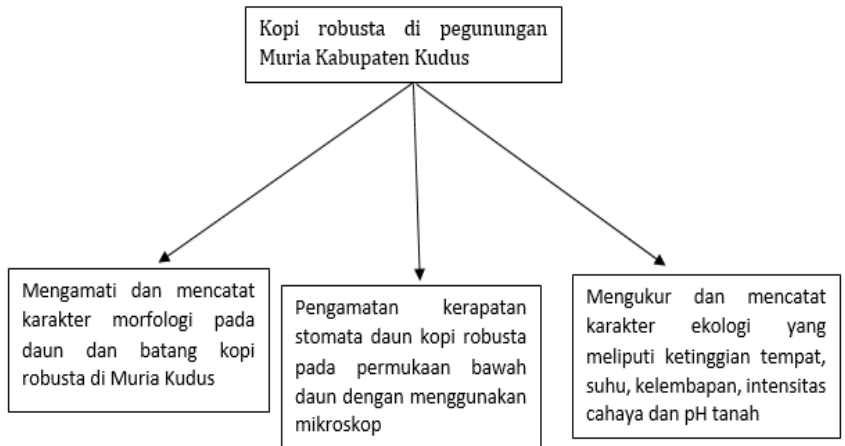 Kopi robusta di pegunungan
Muria Kabupaten Kudus
Mengamati dan mencatat
karakter morfologi pada
daun dan batang kopi
robusta di Muria Kudus
Pengamatan kerapatan
stomata daun kopi robusta
pada permukaan bawah
daun dengan menggunakan
mikroskop
Mengukur dan mencatat
karakter ekologi yang
meliputi ketinggian tempat,
suhu, kelembapan, intensitas
cahaya dan pH tanah